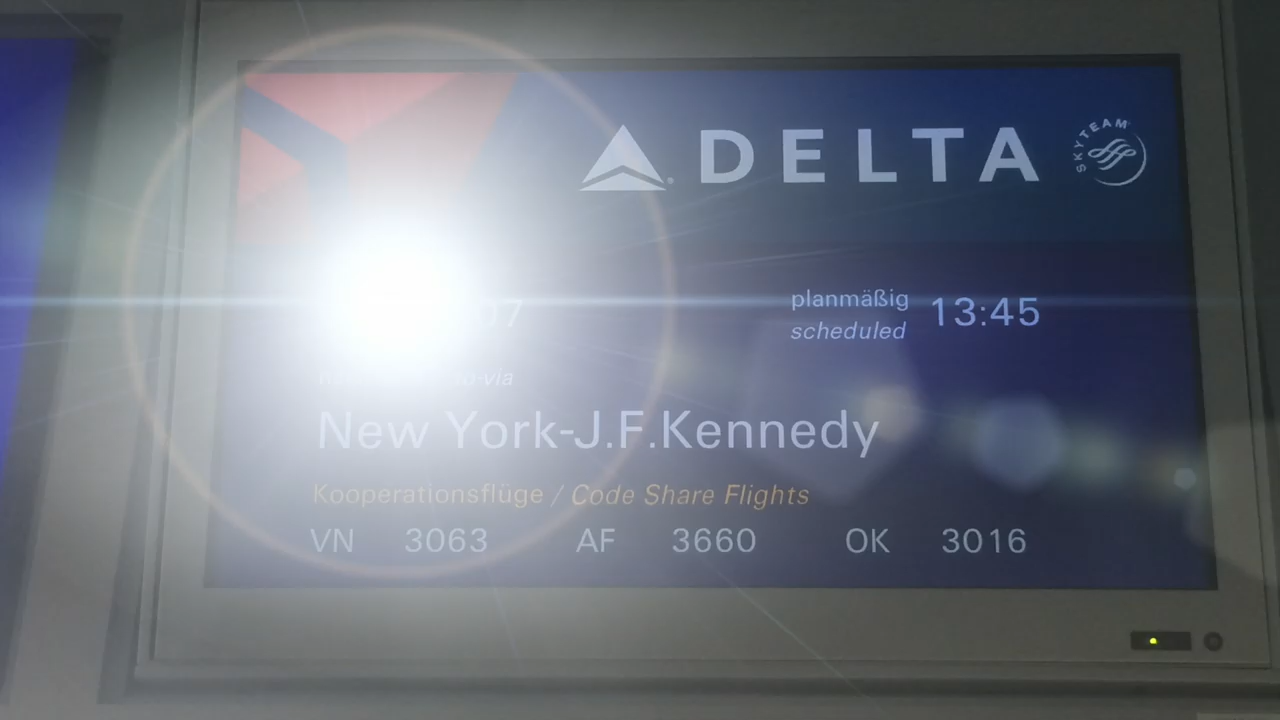 DELTA
SKYTEAM
planmäßig 13:45
scheduled
New York-J.F.Kennedy
Kooperationsflüge / Code Share Flights
VN 3063 AF 3660 OK 3016